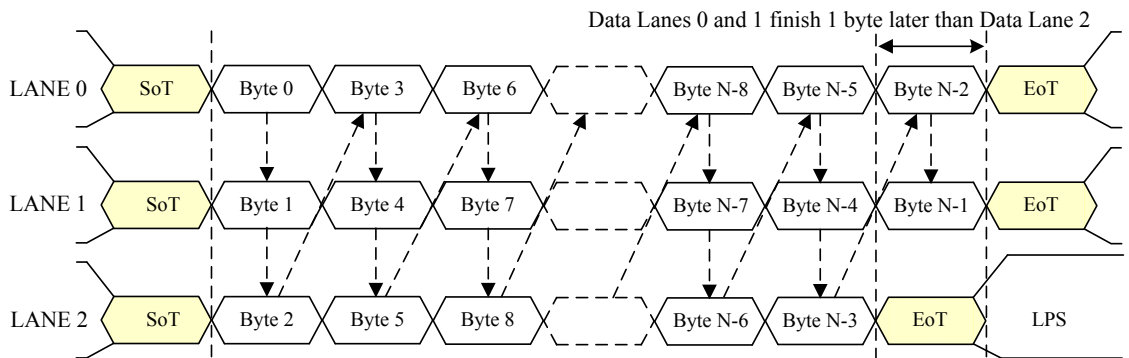 Data Lanes 0 and 1 finish 1 byte later than Data Lane 2
LANE 0 SoT Byte 0 Byte 3 Byte 6 Byte N-8 Byte N-5 Byte N-2 EoT
LANE 1 SoT Byte 1 Byte 4 Byte 7 Byte N-7 Byte N-4 Byte N-1 EoT
LANE 2 SoT Byte 2 Byte 5 Byte 8 Byte N-6 Byte N-3 EoT LPS